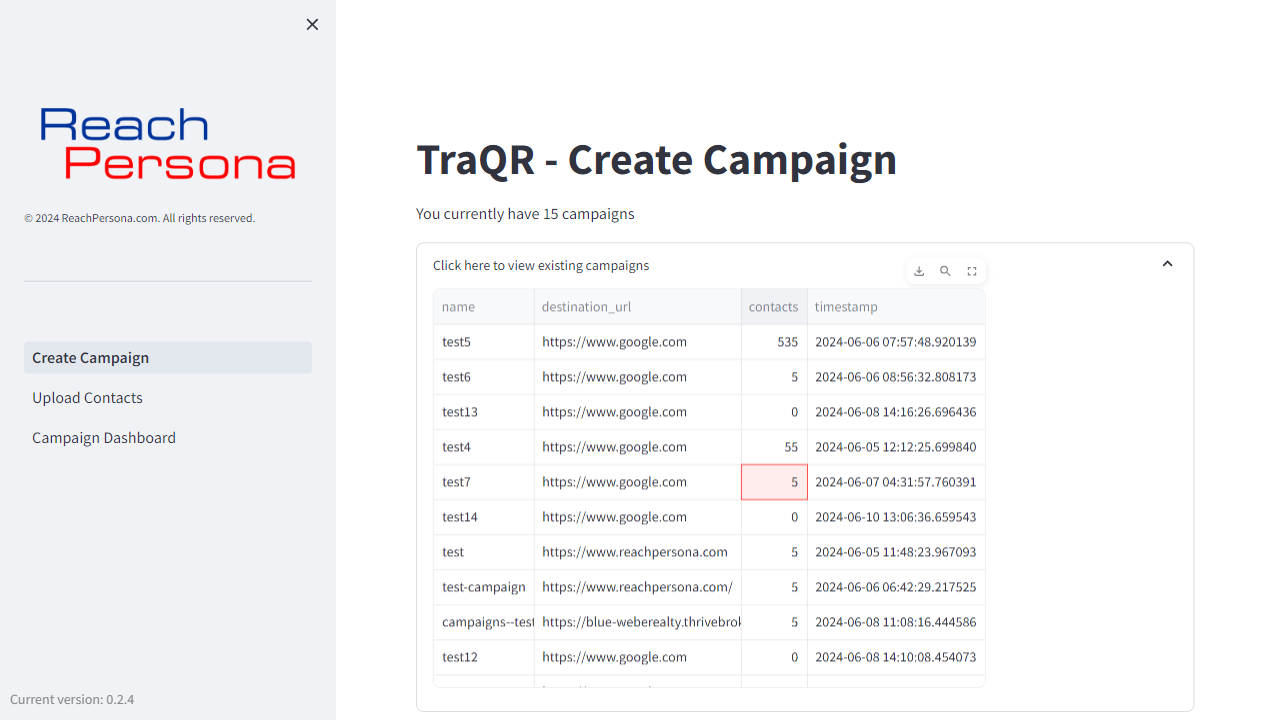 Reach
Persona
© 2024 ReachPersona.com. All rights reserved.
Create Campaign
Upload Contacts
Campaign Dashboard
Current version: 0.2.4
TraQR - Create Campaign
You currently have 15 campaigns
Click here to view existing campaigns
name destination_url contacts timestamp
test5 https://www.google.com 535 2024-06-06 07:57:48.920139
test6 https://www.google.com 5 2024-06-06 08:56:32.808173
test13 https://www.google.com 0 2024-06-08 14:16:26.696436
test4 https://www.google.com 55 2024-06-05 12:12:25.699840
test7 https://www.google.com 5 2024-06-07 04:31:57.760391
test14 https://www.google.com 0 2024-06-10 13:06:36.659543
test https://www.reachpersona.com 5 2024-06-05 11:48:23.967093
test-campaign https://www.reachpersona.com/ 5 2024-06-06 06:42:29.217525
campaigns--test https://blue-weberealty.thrivebrok 5 2024-06-08 11:08:16.444586
test12 https://www.google.com 0 2024-06-08 14:10:08.454073